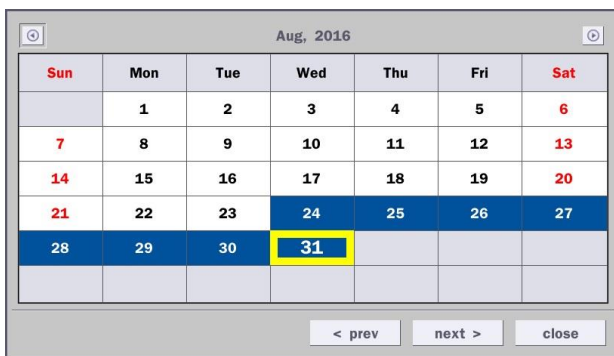 Aug, 2016
Sun Mon Tue Wed Thu Fri Sat
1 2 3 4 5 6
7 8 9 10 11 12 13
14 15 16 17 18 19 20
21 22 23 24 25 26 27
28 29 30 31
< prev next > close